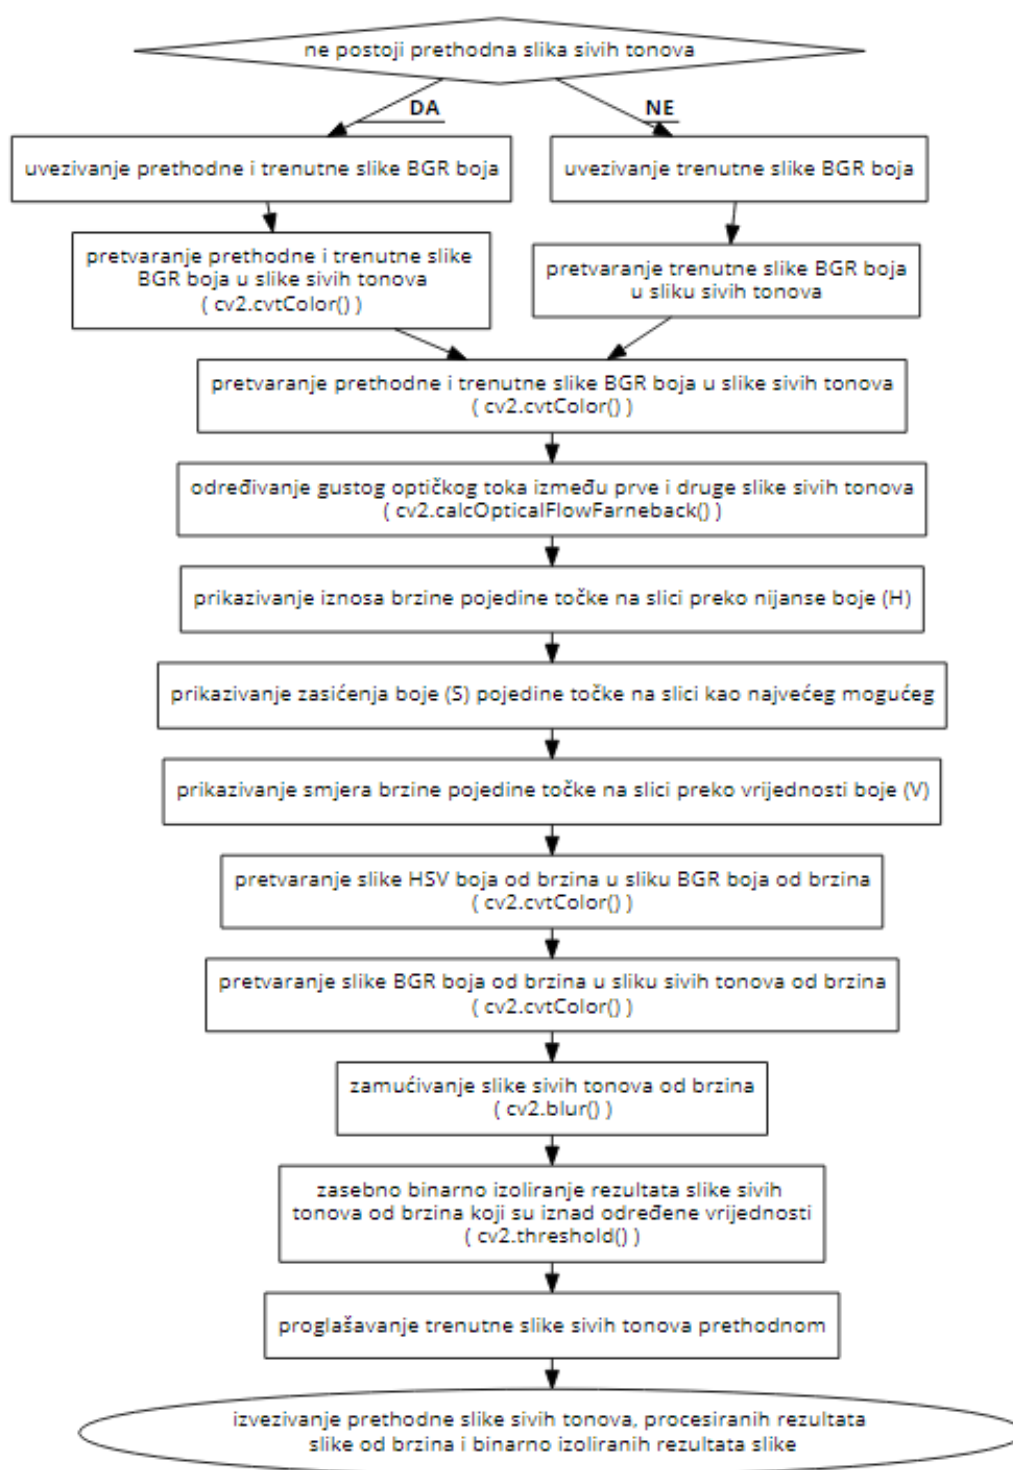 ne postoji prethodna slika sivih tonova
DA
NE
uvezivanje prethodne i trenutne slike BGR boja
uvezivanje trenutne slike BGR boja
pretvaranje prethodne i trenutne slike
BGR boja u slike sivih tonova
( cv2.cvtColor() )
pretvaranje trenutne slike BGR boja
u sliku sivih tonova
pretvaranje prethodne i trenutne slike BGR boja u slike sivih tonova
( cv2.cvtColor() )
određivanje gustog optičkog toka između prve i druge slike sivih tonova
( cv2.calcOpticalFlowFarneback() )
prikazivanje iznosa brzine pojedine točke na slici preko nijanse boje (H)
prikazivanje zasićenja boje (S) pojedine točke na slici kao najvećeg mogućeg
prikazivanje smjera brzine pojedine točke na slici preko vrijednosti boje (V)
pretvaranje slike HSV boja od brzina u sliku BGR boja od brzina
( cv2.cvtColor() )
pretvaranje slike BGR boja od brzina u sliku sivih tonova od brzina
( cv2.cvtColor() )
zamućivanje slike sivih tonova od brzina
( cv2.blur() )
zasebno binarno izoliranje rezultata slike sivih
tonova od brzina koji su iznad određene vrijednosti
( cv2.threshold() )
proglašavanje trenutne slike sivih tonova prethodnom
izvezivanje prethodne slike sivih tonova, procesiranih rezultata
slike od brzina i binarno izoliranih rezultata slike